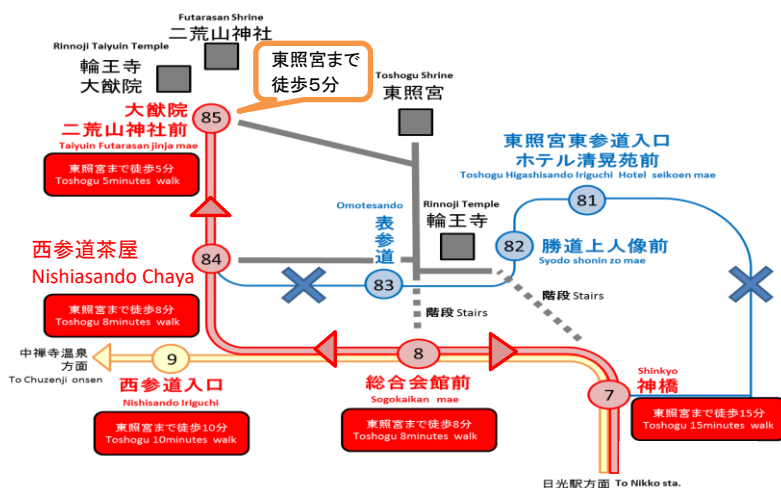 Futarasan Shrine
二荒山神社
Rinnoji Taiyuin Temple
輪王寺
大猷院
東照宮まで
徒歩5分
Toshogu Shrine
東照宮
大猷院
二荒山神社前
Taiyuin Futarasan jinja mae
85
東照宮まで徒歩5分
Toshogu 5minutes walk
東照宮東参道入口
ホテル清晃苑前
Toshogu Higashisando Iriguchi Hotel seikoen mae
81
Omotesando
表参道
Rinnoji Temple
輪王寺
82
勝道上人像前
Syodo shonin zo mae
西参道茶屋
Nishiasando Chaya
84
83
東照宮まで徒歩8分
Toshogu 8minutes walk
階段 Stairs
階段 Stairs
中禅寺温泉
方面
To Chuzenji onsen
9
西参道入口
Nishisando Iriguchi
東照宮まで徒歩10分
Toshogu 10minutes walk
8
総合会館前
Sogokaikan mae
東照宮まで徒歩8分
Toshogu 8minutes walk
Shinkyo
神橋
7
東照宮まで徒歩15分
Toshogu 15minutes walk
日光駅方面 To Nikko sta.